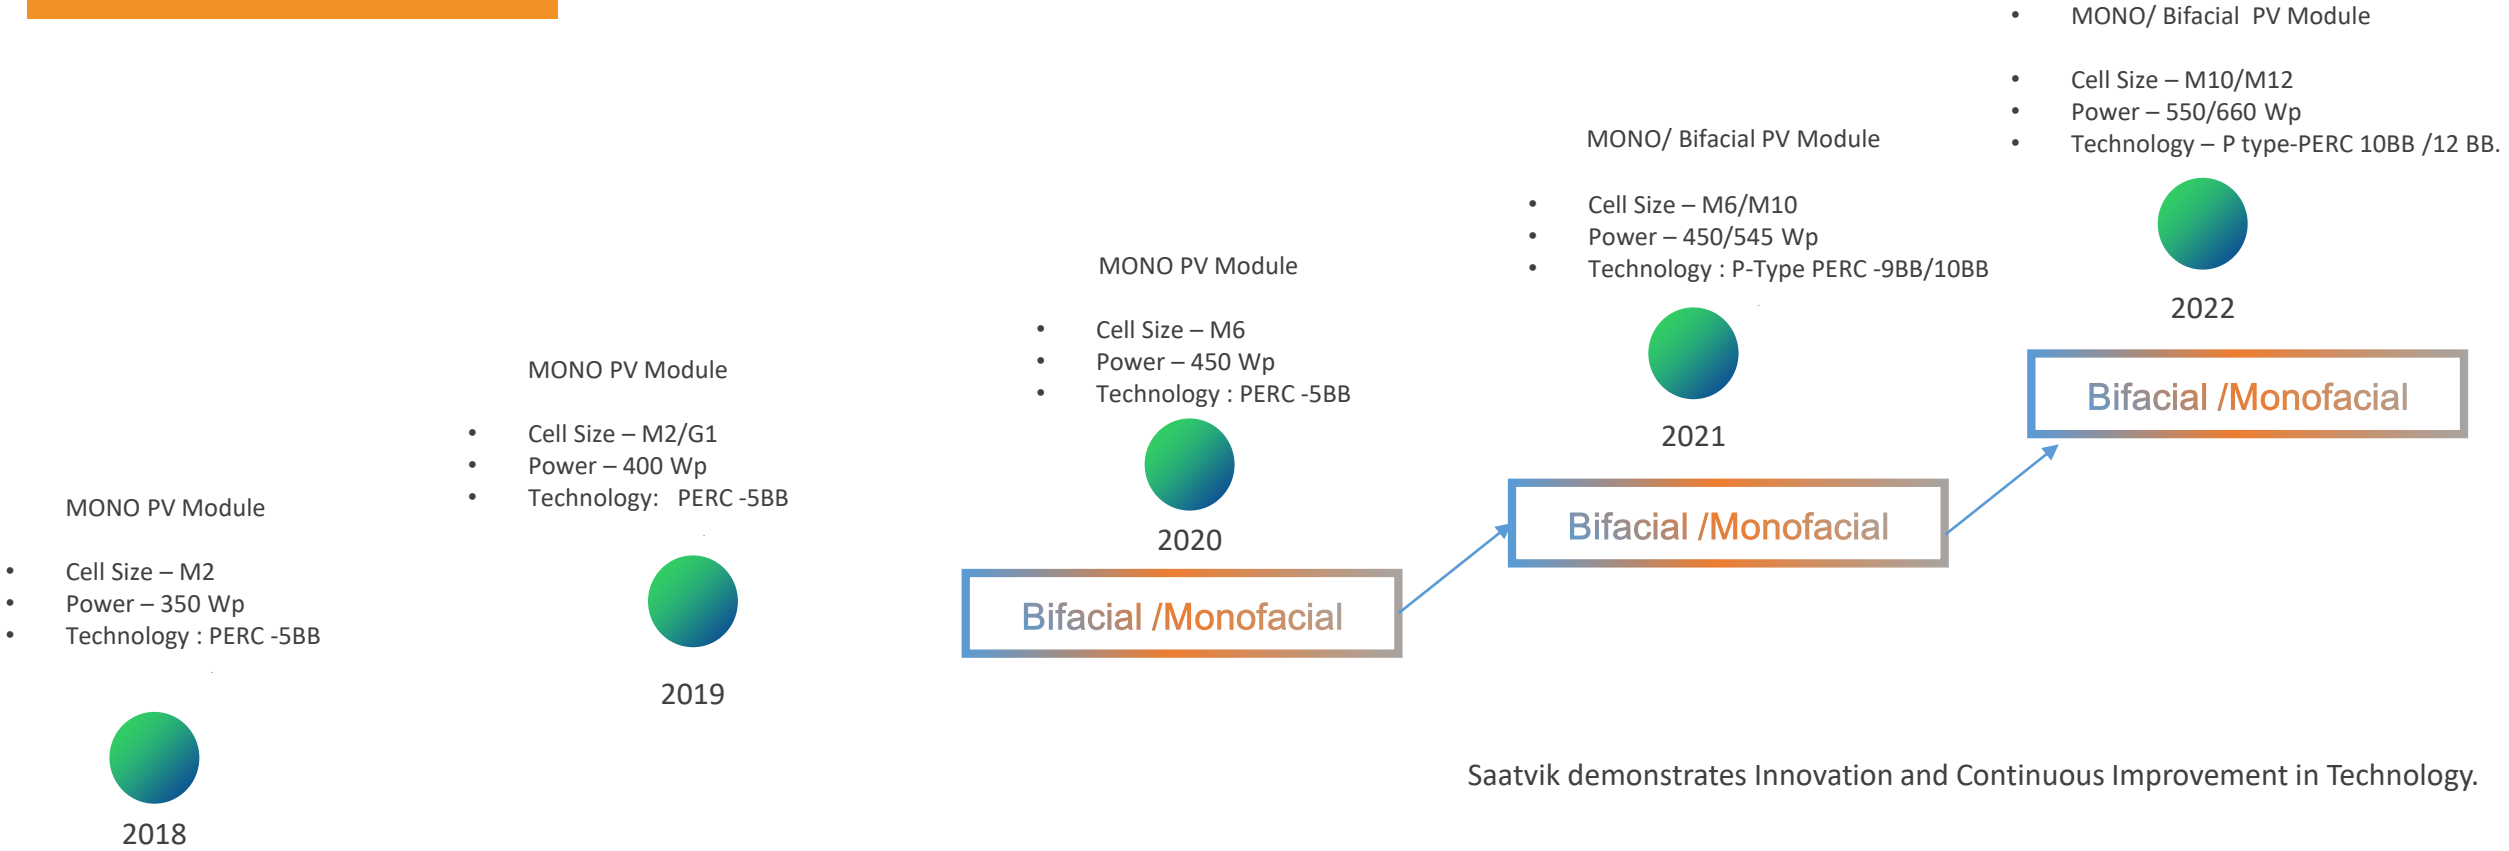 MONO PV Module
• Cell Size – M2
• Power – 350 Wp
• Technology : PERC -5BB
2018
MONO PV Module
• Cell Size – M2/G1
• Power – 400 Wp
• Technology: PERC -5BB
2019
MONO PV Module
• Cell Size – M6
• Power – 450 Wp
• Technology : PERC -5BB
2020
Bifacial /Monofacial
MONO/ Bifacial PV Module
• Cell Size – M6/M10
• Power – 450/545 Wp
• Technology : P-Type PERC -9BB/10BB
2021
Bifacial /Monofacial
• MONO/ Bifacial PV Module
• Cell Size – M10/M12
• Power – 550/660 Wp
• Technology – P type-PERC 10BB /12 BB.
2022
Bifacial /Monofacial
Saatvik demonstrates Innovation and Continuous Improvement in Technology.